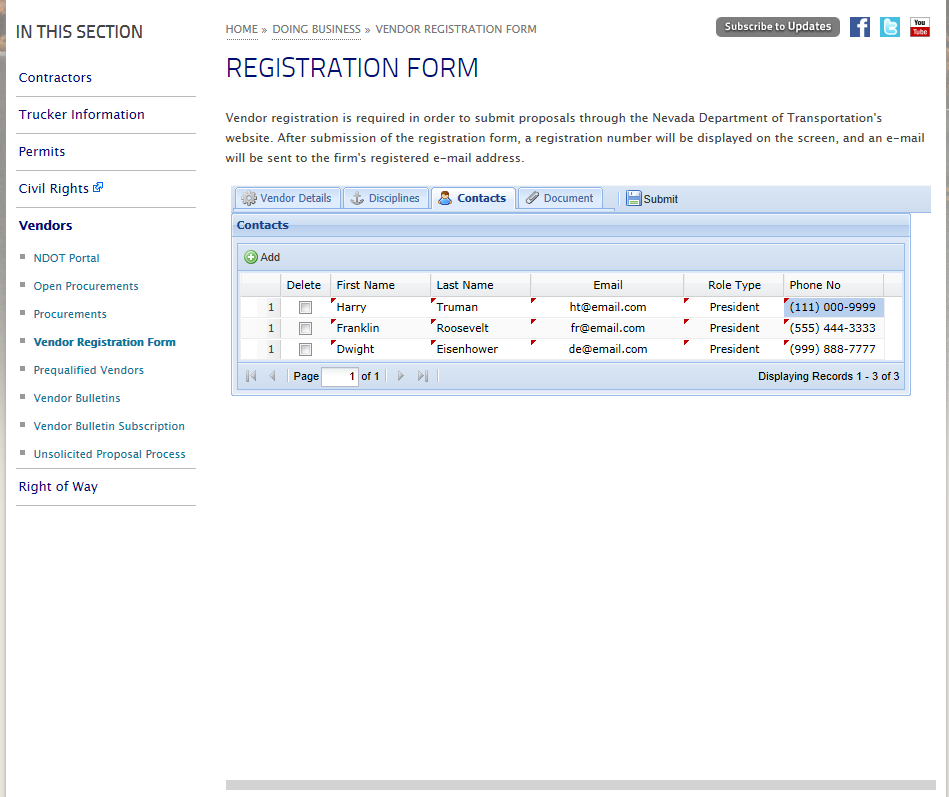 IN THIS SECTION
Contractors
Trucker Information
Permits
Civil Rights
Vendors
NDOT Portal
Open Procurements
Procurements
Vendor Registration Form
Prequalified Vendors
Vendor Bulletins
Vendor Bulletin Subscription
Unsolicited Proposal Process
Right of Way
HOME » DOING BUSINESS » VENDOR REGISTRATION FORM
Subscribe to Updates
You
Tube
REGISTRATION FORM
Vendor registration is required in order to submit proposals through the Nevada Department of Transportation's
website. After submission of the registration form, a registration number will be displayed on the screen, and an e-mail
will be sent to the firm's registered e-mail address.
Vendor Details Disciplines Contacts Document Submit
Contacts
Add
Delete First Name Last Name Email Role Type Phone No
1 Harry Truman ht@email.com President (111) 000-9999
1 Franklin Roosevelt fr@email.com President (555) 444-3333
1 Dwight Eisenhower de@email.com President (999) 888-7777
Page 1 of 1 Displaying Records 1 - 3 of 3